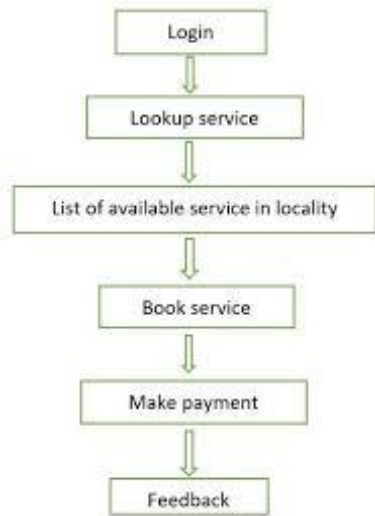 Login
Lookup service
List of available service in locality
Book service
Make payment
Feedback